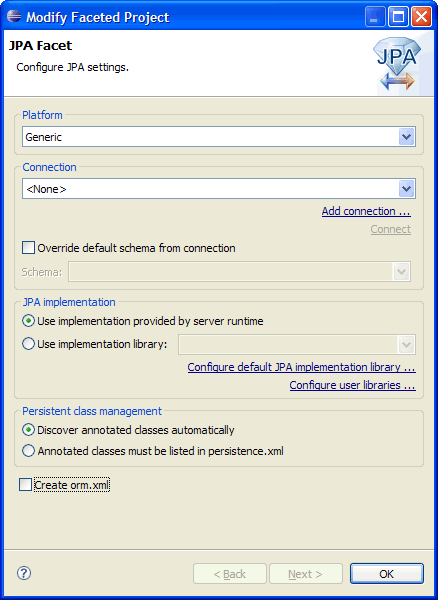 Modify Faceted Project
JPA Facet
Configure JPA settings.
JPA
Platform
Generic
Connection
<None>
Add connection ...
Connect
Override default schema from connection
Schema:
JPA implementation
Use implementation provided by server runtime
Use implementation library:
Configure default JPA implementation library ...
Configure user libraries ...
Persistent class management
Discover annotated classes automatically
Annotated classes must be listed in persistence.xml
Create orm.xml
? < Back Next > OK